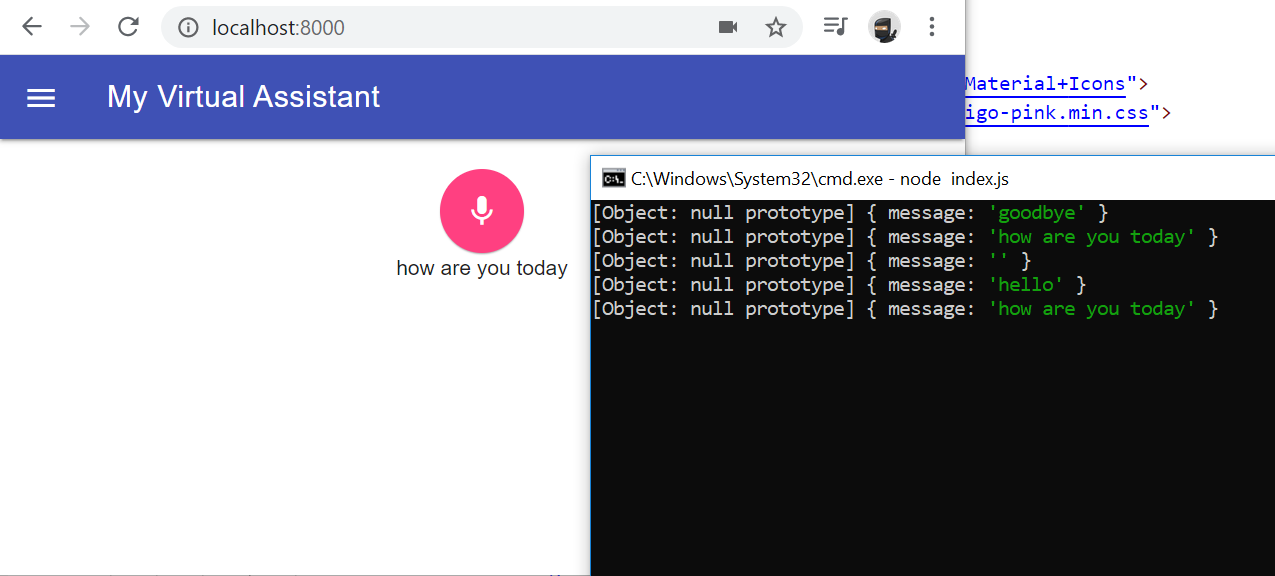 localhost:8000
My Virtual Assistant
how are you today
Material+Icons">
igo-pink.min.css">
C:\Windows\System32\cmd.exe - node  index.js
[Object: null prototype] { message: 'goodbye' }
[Object: null prototype] { message: 'how are you today' }
[Object: null prototype] { message: '' }
[Object: null prototype] { message: 'hello' }
[Object: null prototype] { message: 'how are you today' }